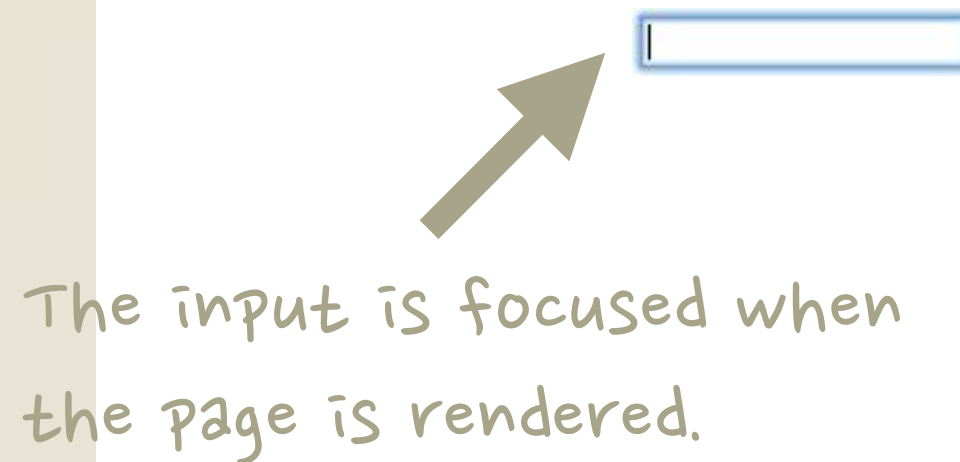 The input is focused when
the page is rendered.